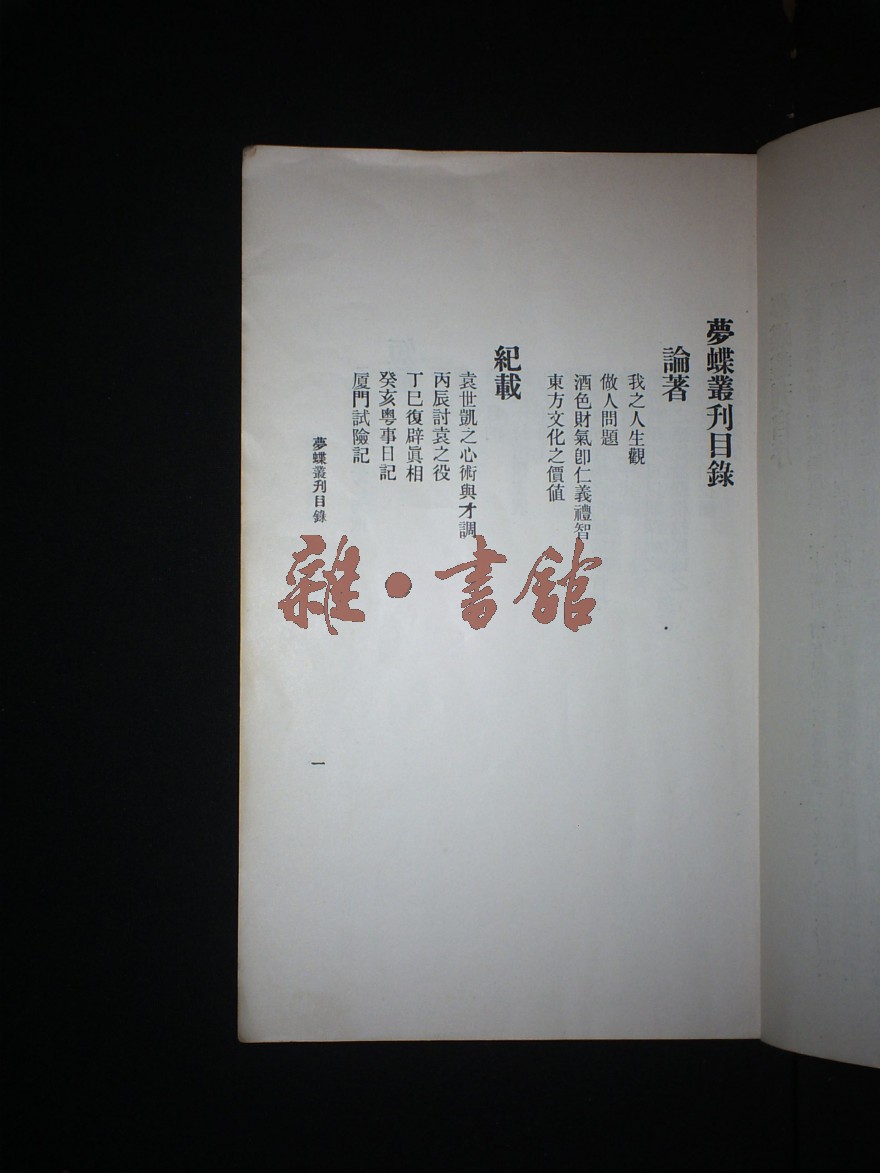 夢蝶叢刊目錄
論著
我之人生觀
做人問題
酒色財氣卽仁義禮智
東方文化之價値
紀載
袁世凱之心術與才調
丙辰討袁之役
丁巳復辟眞相
癸亥粤事日記
厦門試險記
夢蝶叢刊目錄
一
雜·書館